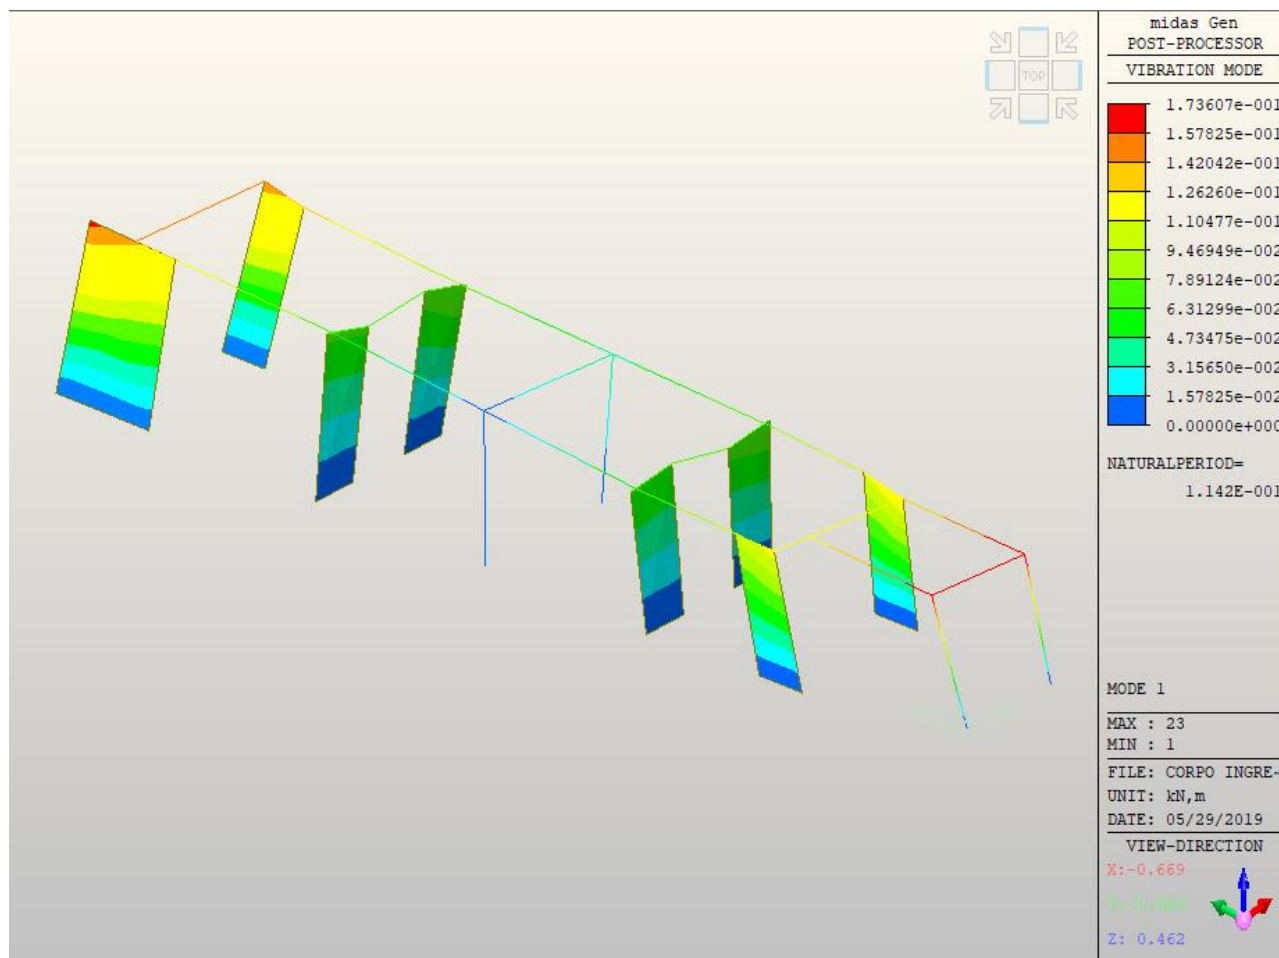 TOP
midas Gen
POST-PROCESSOR
VIBRATION MODE
1.73607e-001
1.57825e-001
1.42042e-001
1.26260e-001
1.10477e-001
9.46949e-002
7.89124e-002
6.31299e-002
4.73475e-002
3.15650e-002
1.57825e-002
0.00000e+000
NATURALPERIOD=
1.142E-001
MODE 1
MAX : 23
MIN : 1
FILE: CORPO INGRE~
UNIT: kN,m
DATE: 05/29/2019
VIEW-DIRECTION
X:-0.669
Z: 0.462